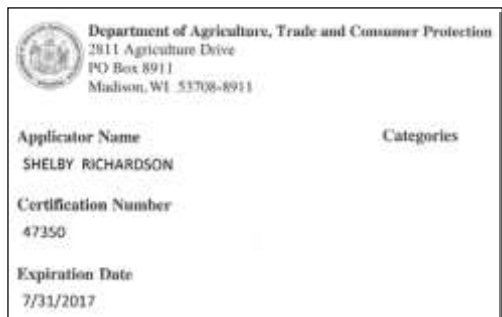 Department of Agriculture, Trade and Consumer Protection
2811 Agriculture Drive
PO Box 8911
Madison, WI 53708-8911
Applicator Name Categories
SHELBY RICHARDSON
Certification Number
47350
Expiration Date
7/31/2017